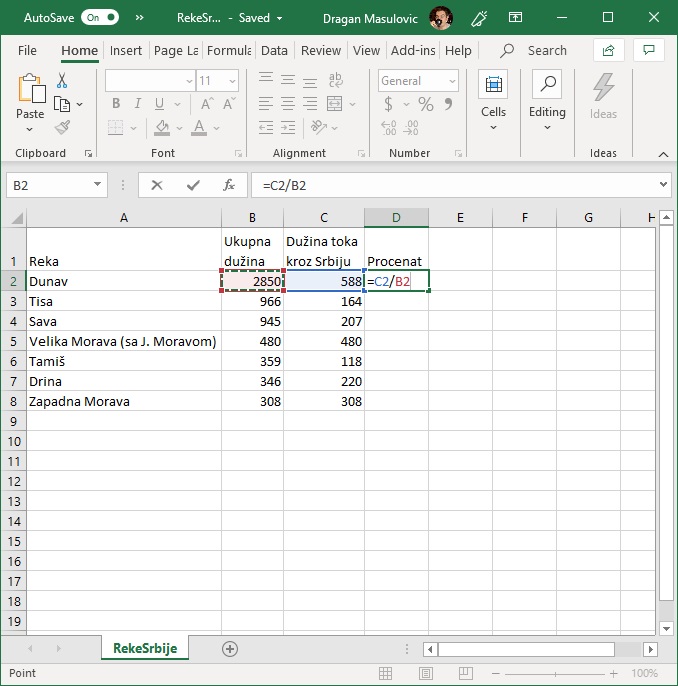 AutoSave On » RekeSr... - Saved Dragan Masulovic
File Home Insert Page La Formula Data Review View Add-ins Help Search
Paste 11 ab General Cells Editing Ideas
B I U A A $ % 9
A .00
Clipboard Font Alignment Number Ideas
B2 fx =C2/B2
A B C D E F G H
Ukupna Dužina toka
1 Reka dužina kroz Srbiju Procenat
2 Dunav 2850 588 =C2/B2
3 Tisa 966 164
4 Sava 945 207
5 Velika Morava (sa J. Moravom) 480 480
6 Tamiš 359 118
7 Drina 346 220
8 Zapadna Morava 308 308
9
10
11
12
13
14
15
16
17
18
19
RekeSrbije
Point 100%